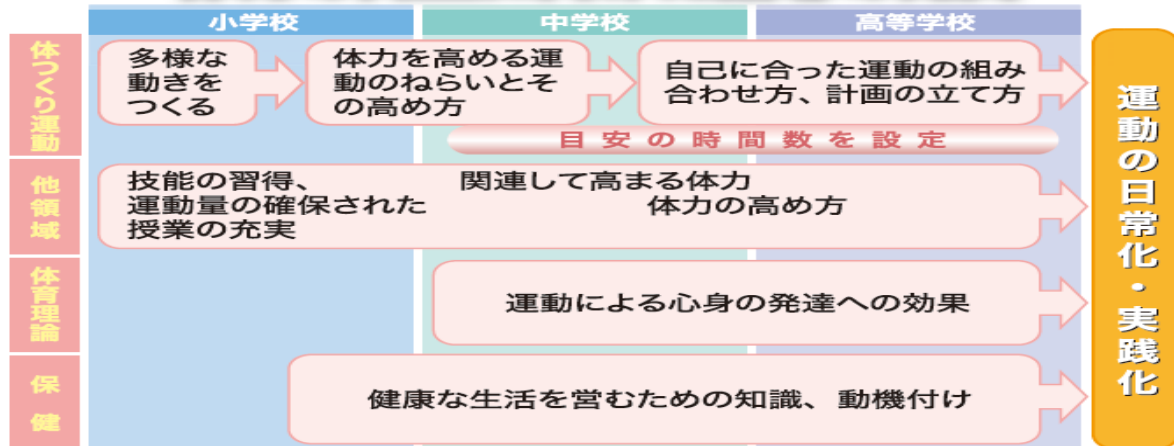 小学校
中学校
高等学校
体つくり運動
多様な
動きを
つくる
体力を高める運
動のねらいとそ
の高め方
自己に合った運動の組み
合わせ方、計画の立て方
目安の時間数を設定
他領域
技能の習得、
運動量の確保された
授業の充実
関連して高まる体力
体力の高め方
体育理論
運動による心身の発達への効果
保健
健康な生活を営むための知識、動機付け
運動の日常化・実践化